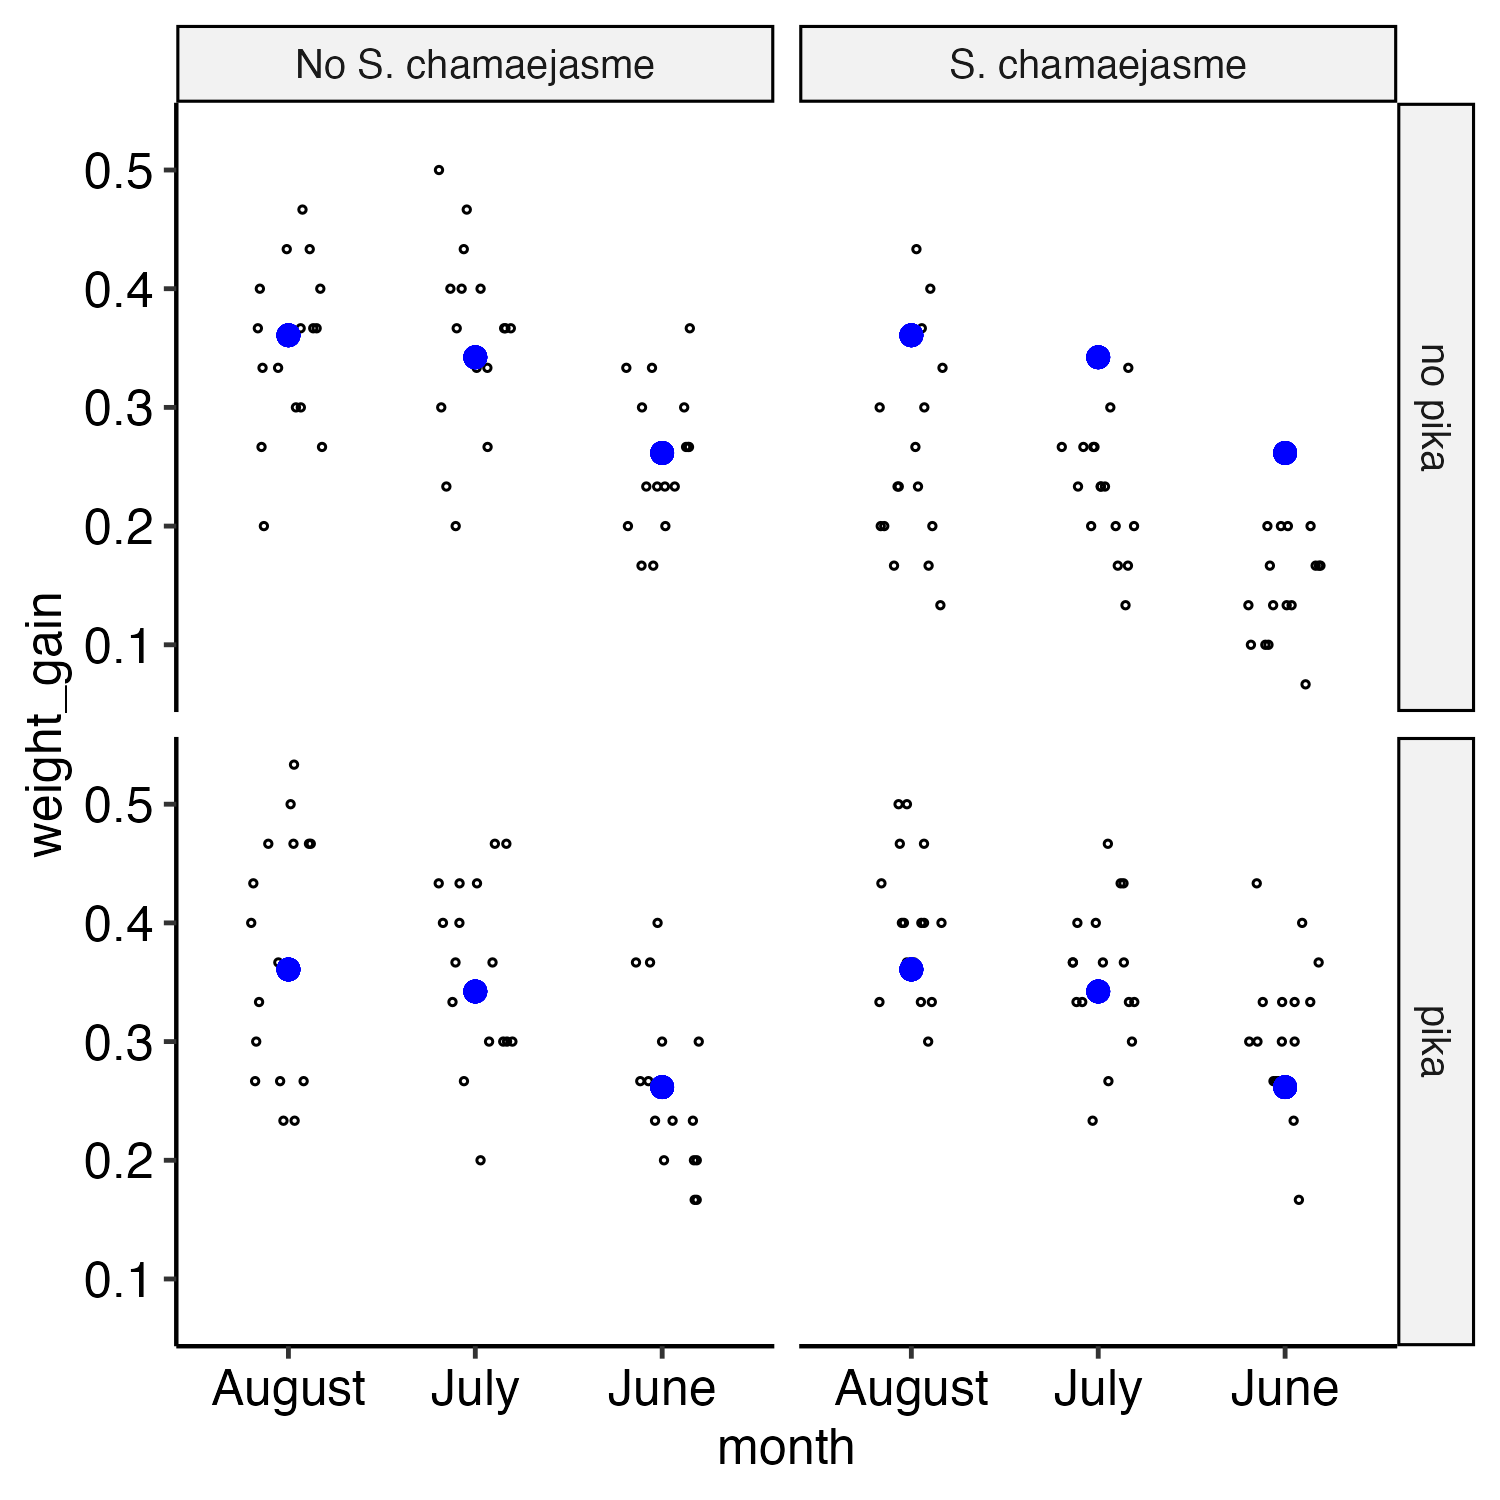 No S. chamaejasme
S. chamaejasme
weight_gain
0.5
0.4
0.3
0.2
0.1
no pika
0.5
0.4
0.3
0.2
0.1
pika
August
July
June
August
July
June
month